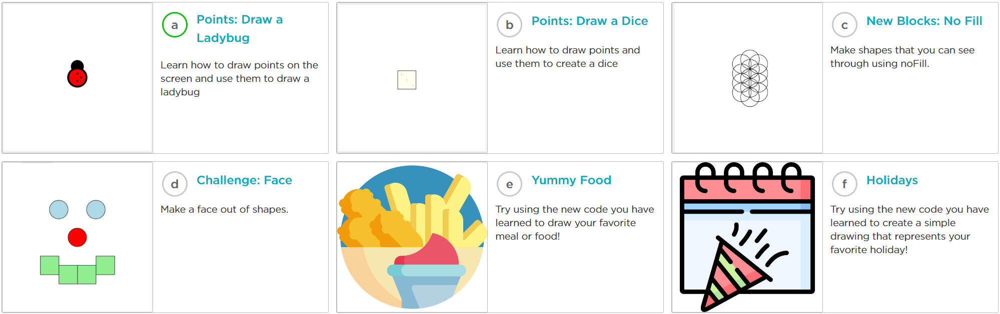 a
Points: Draw a
Ladybug
Learn how to draw points on the
screen and use them to draw a
ladybug
b
Points: Draw a Dice
Learn how to draw points and
use them to create a dice
c
New Blocks: No Fill
Make shapes that you can see
through using noFill.
d
Challenge: Face
Make a face out of shapes.
e
Yummy Food
Try using the new code you have
learned to draw your favorite
meal or food!
f
Holidays
Try using the new code you have
learned to create a simple
drawing that represents your
favorite holiday!